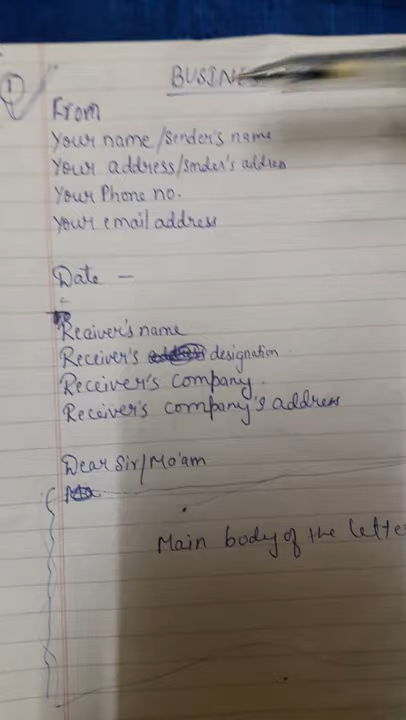 1
BUSINE
From
Your name/sender's name
Your address/sender's address
Your Phone no.
Your email address
Date -
Receiver's name
Receiver's designation
Receiver's company.
Receiver's company's address
Dear Sir/Ma'am
Main body of the lette